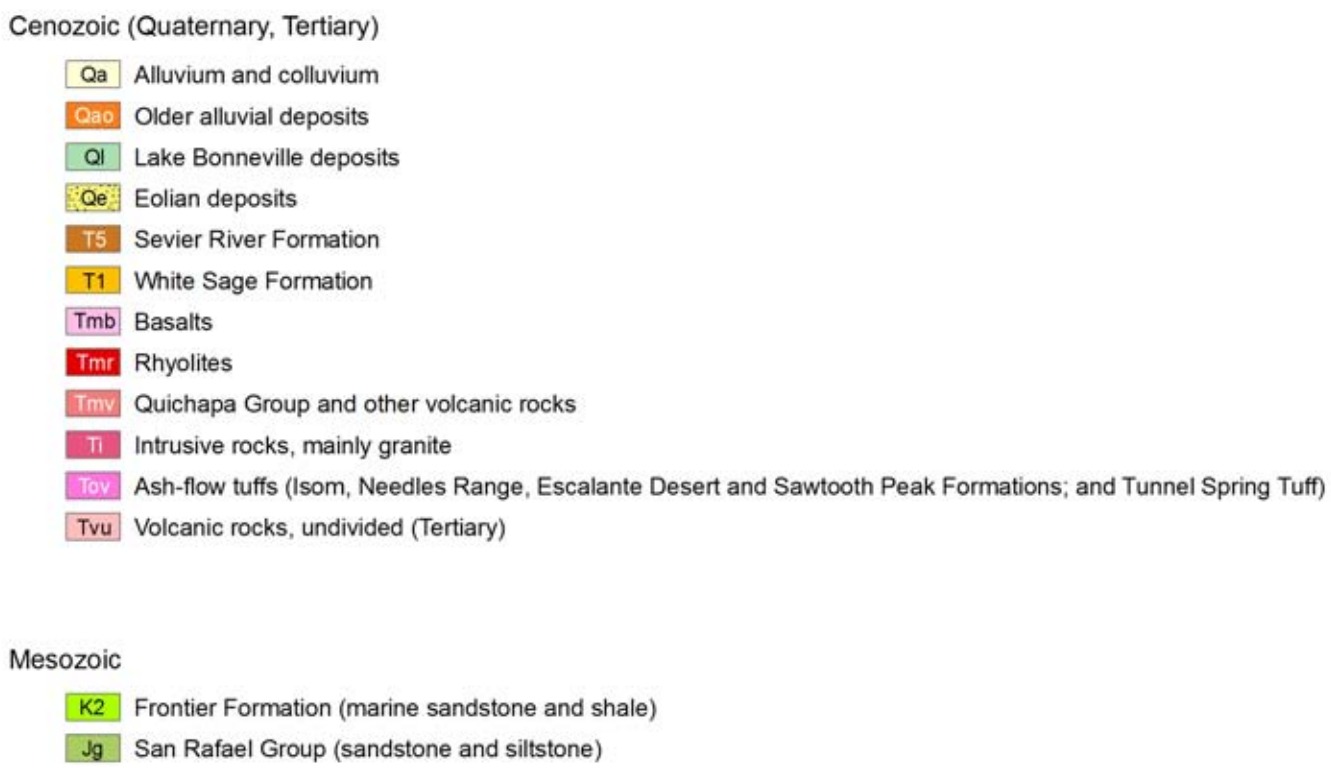 Cenozoic (Quaternary, Tertiary)
Qa Alluvium and colluvium
Qao Older alluvial deposits
Ql Lake Bonneville deposits
Qe Eolian deposits
T5 Sevier River Formation
T1 White Sage Formation
Tmb Basalts
Tmr Rhyolites
Tmv Quichapa Group and other volcanic rocks
Ti Intrusive rocks, mainly granite
Tov Ash-flow tuffs (Isom, Needles Range, Escalante Desert and Sawtooth Peak Formations; and Tunnel Spring Tuff)
Tvu Volcanic rocks, undivided (Tertiary)
Mesozoic
K2 Frontier Formation (marine sandstone and shale)
Jg San Rafael Group (sandstone and siltstone)